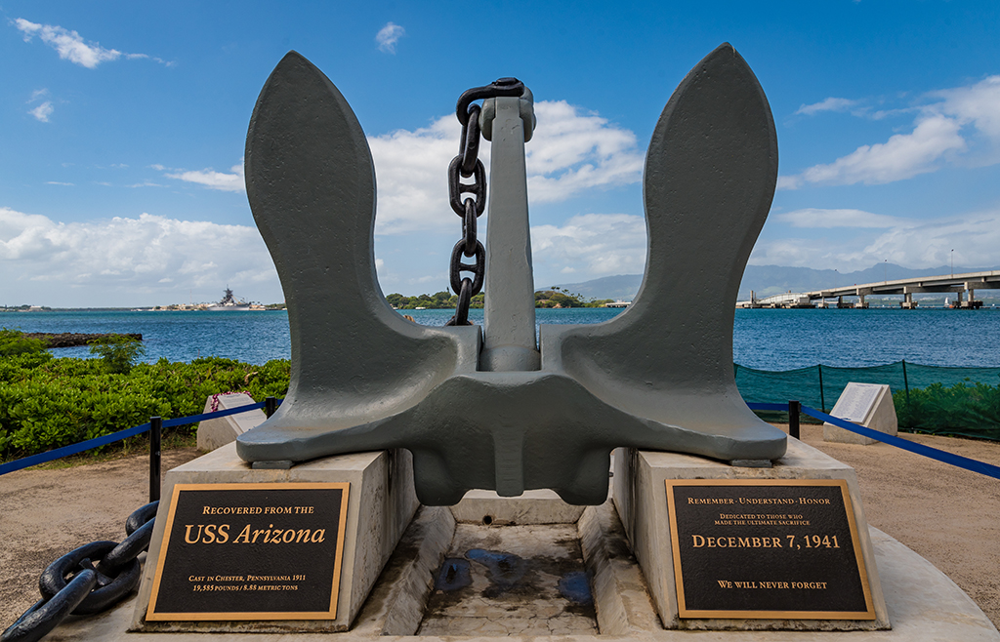 RECOVERED FROM THE
USS Arizona
CAST IN CHESTER, PENNSYLVANIA 1911
19,585 POUNDS / 8.88 METRIC TONS
REMEMBER · UNDERSTAND · HONOR
DEDICATED TO THOSE WHO
MADE THE ULTIMATE SACRIFICE
DECEMBER 7, 1941
WE WILL NEVER FORGET